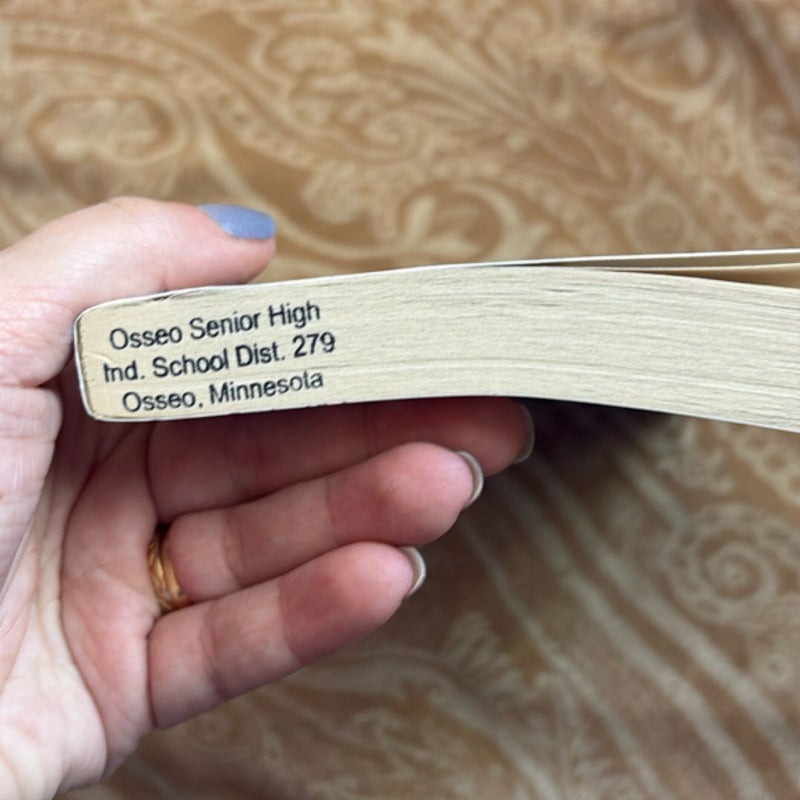 Osseo Senior High
Ind. School Dist. 279
Osseo, Minnesota